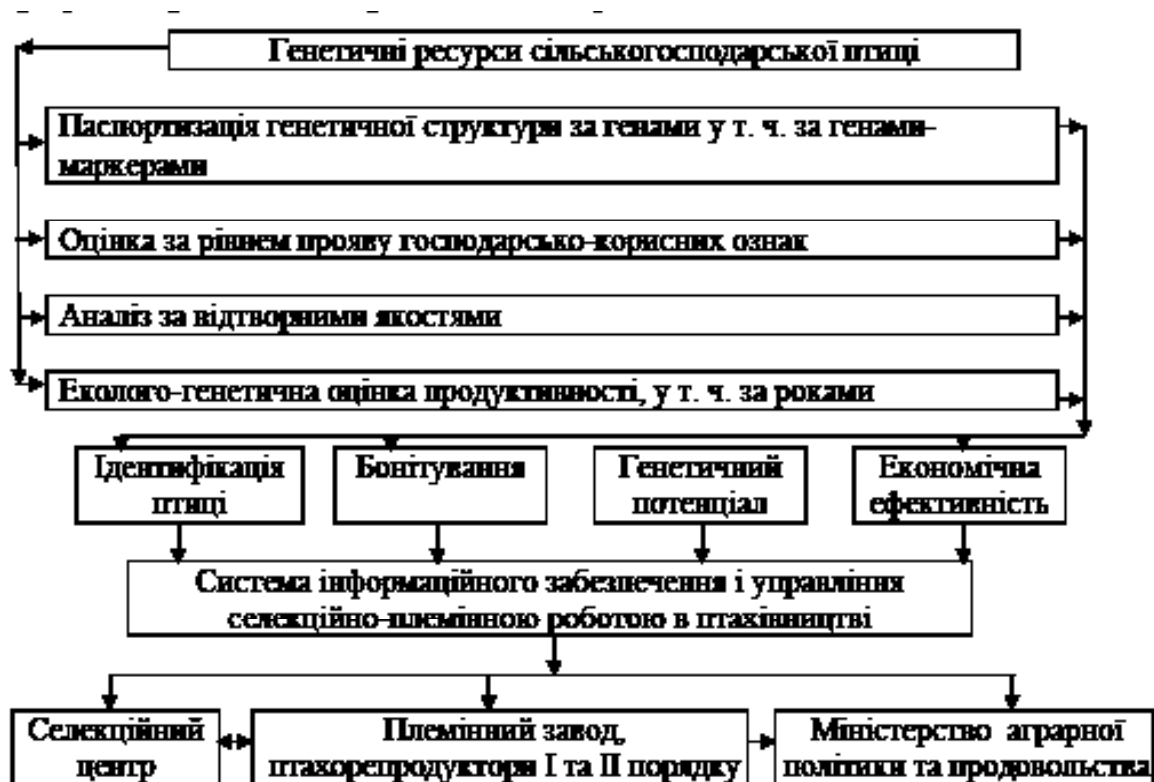 Генетичні ресурси сільськогосподарської птиці
Паспортизація генетичної структури за генами у т. ч. за генами-
маркерами
Оцінка за рівнем прояву господарсько-корисних ознак
Аналіз за відтворними якостями
Еколого-генетична оцінка продуктивності, у т. ч. за роками
Ідентифікація
птиці
Бонітування
Генетичний
потенціал
Економічна
ефективність
Система інформаційного забезпечення і управління
селекційно-племінною роботою в птахівництві
Селекційний
центр
Племінний завод,
птахорепродуктори І та ІІ порядку
Міністерство аграрної
політики та продовольства